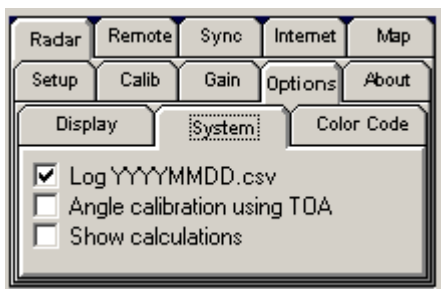 Radar Remote Sync Internet Map
Setup Calib Gain Options About
Display System Color Code
Log YYYYMMDD.csv
Angle calibration using TOA
Show calculations